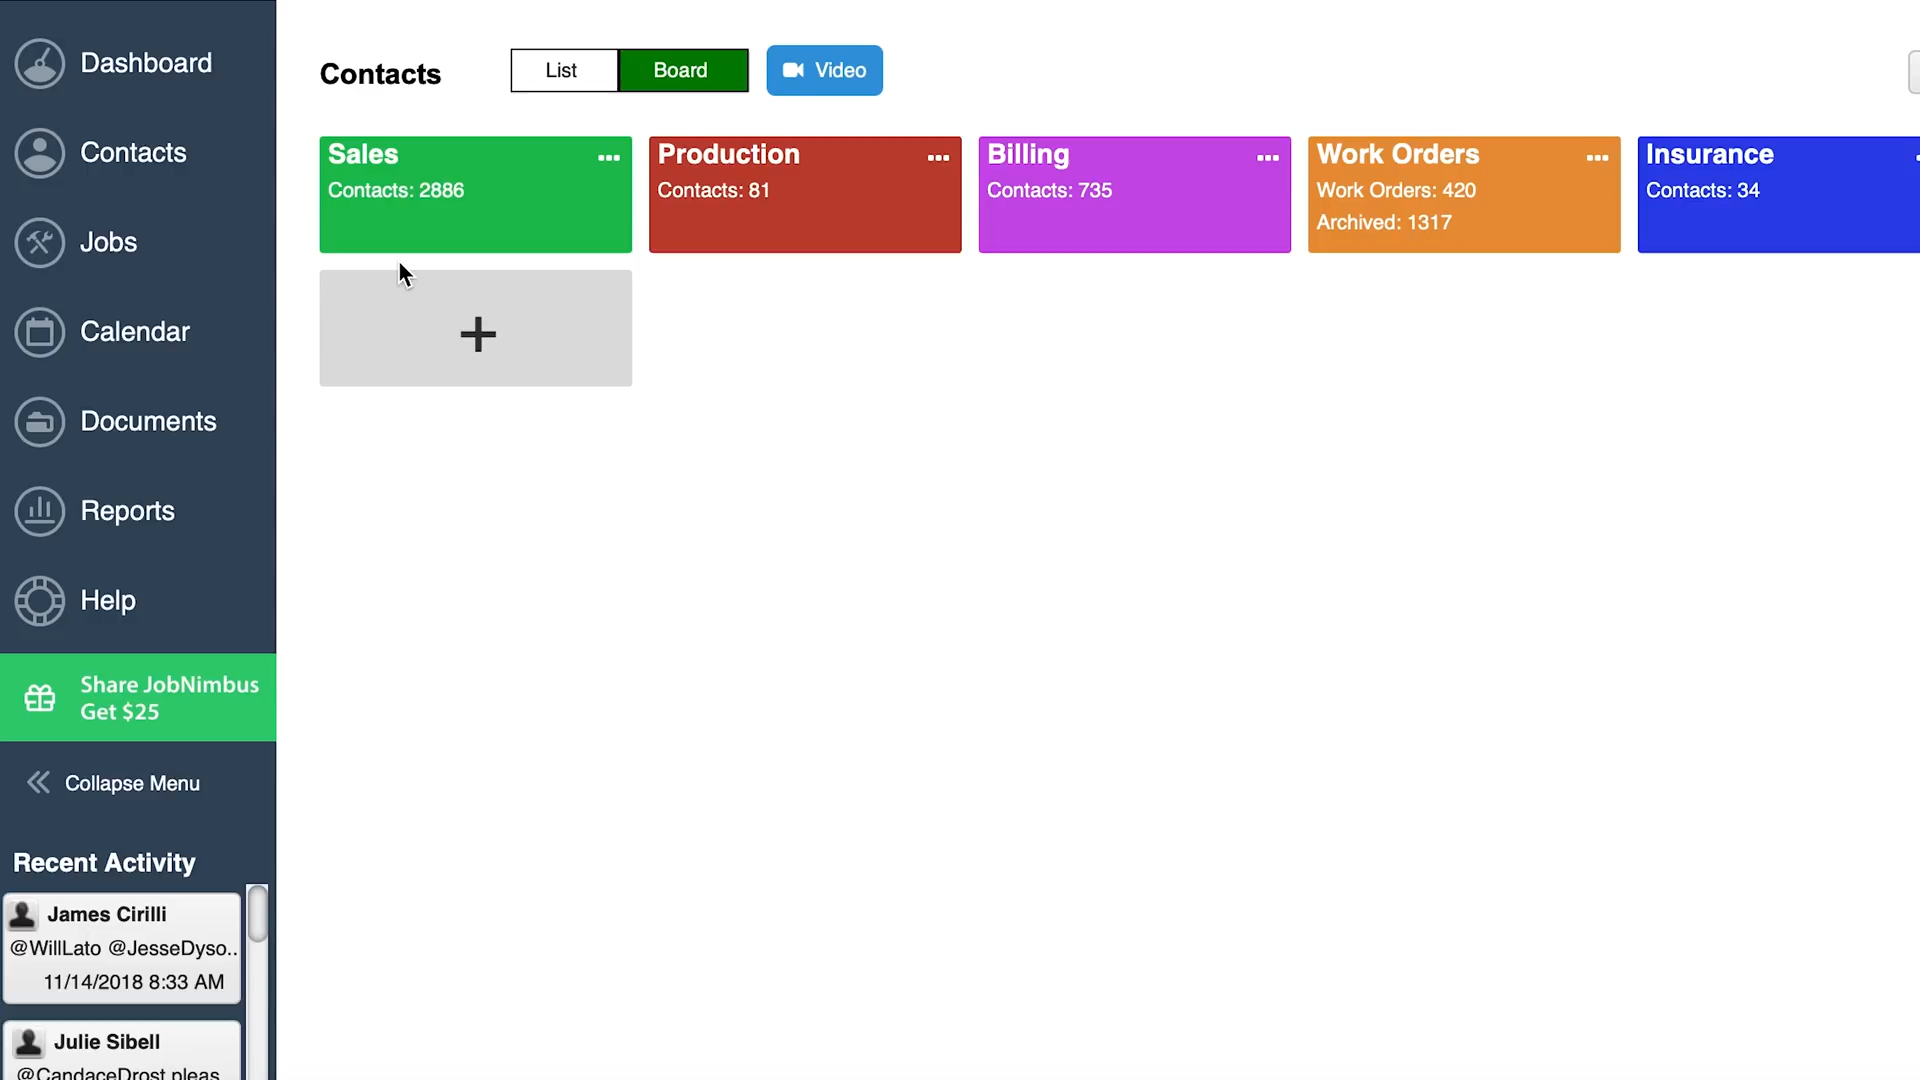 Dashboard
Contacts
Jobs
Calendar
Documents
Reports
Help
Share JobNimbus
Get $25
Collapse Menu
Recent Activity
James Cirilli
@WillLato @JesseDyso..
11/14/2018 8:33 AM
Julie Sibell
@CandaceDrost pleas
Contacts
List
Board
Video
Sales
Contacts: 2886
Production
Contacts: 81
Billing
Contacts: 735
Work Orders
Work Orders: 420
Archived: 1317
Insurance
Contacts: 34